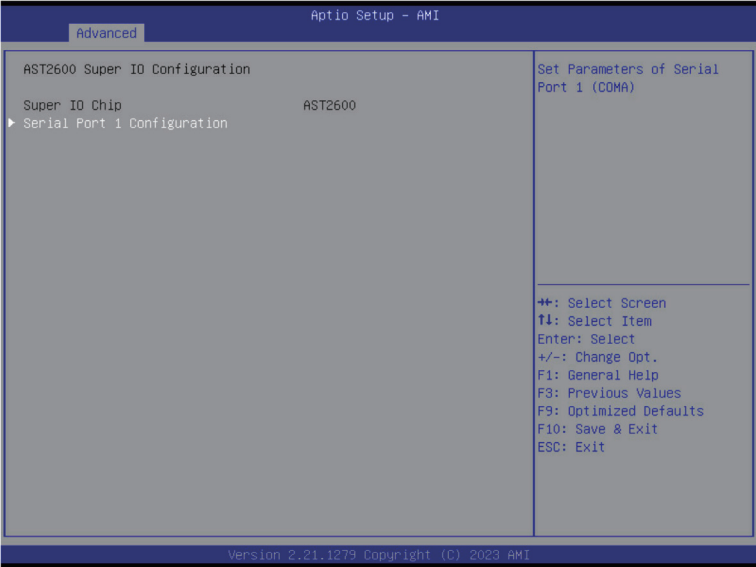 Aptio Setup – AMI
Advanced
AST2600 Super IO Configuration
Super IO Chip AST2600
Serial Port 1 Configuration
Set Parameters of Serial
Port 1 (COMA)
→←: Select Screen
↑↓: Select Item
Enter: Select
+/-: Change Opt.
F1: General Help
F3: Previous Values
F9: Optimized Defaults
F10: Save & Exit
ESC: Exit
Version 2.21.1279 Copyright (C) 2023 AMI